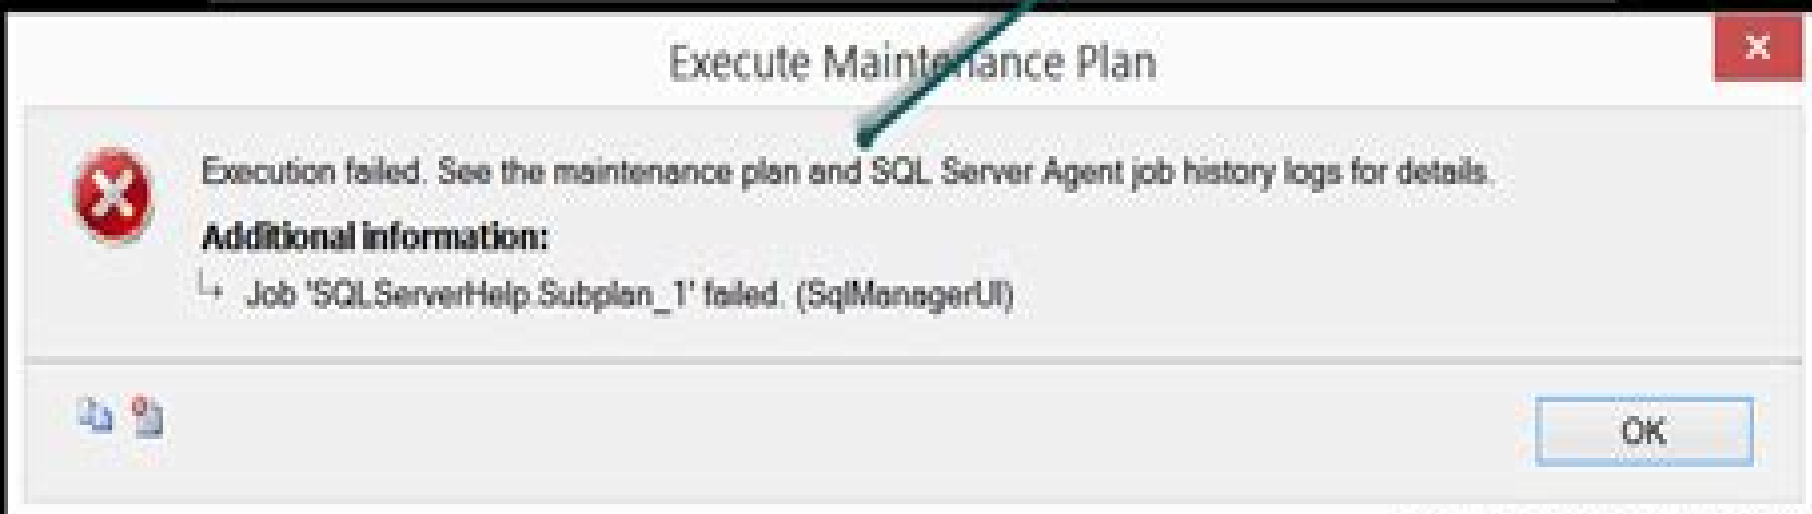 Execute Maintenance Plan
Execution failed. See the maintenance plan and SQL Server Agent job history logs for details.
Additional information:
Job 'SQLServerHelp.Subplan_1' failed. (SqlManagerUI)
OK